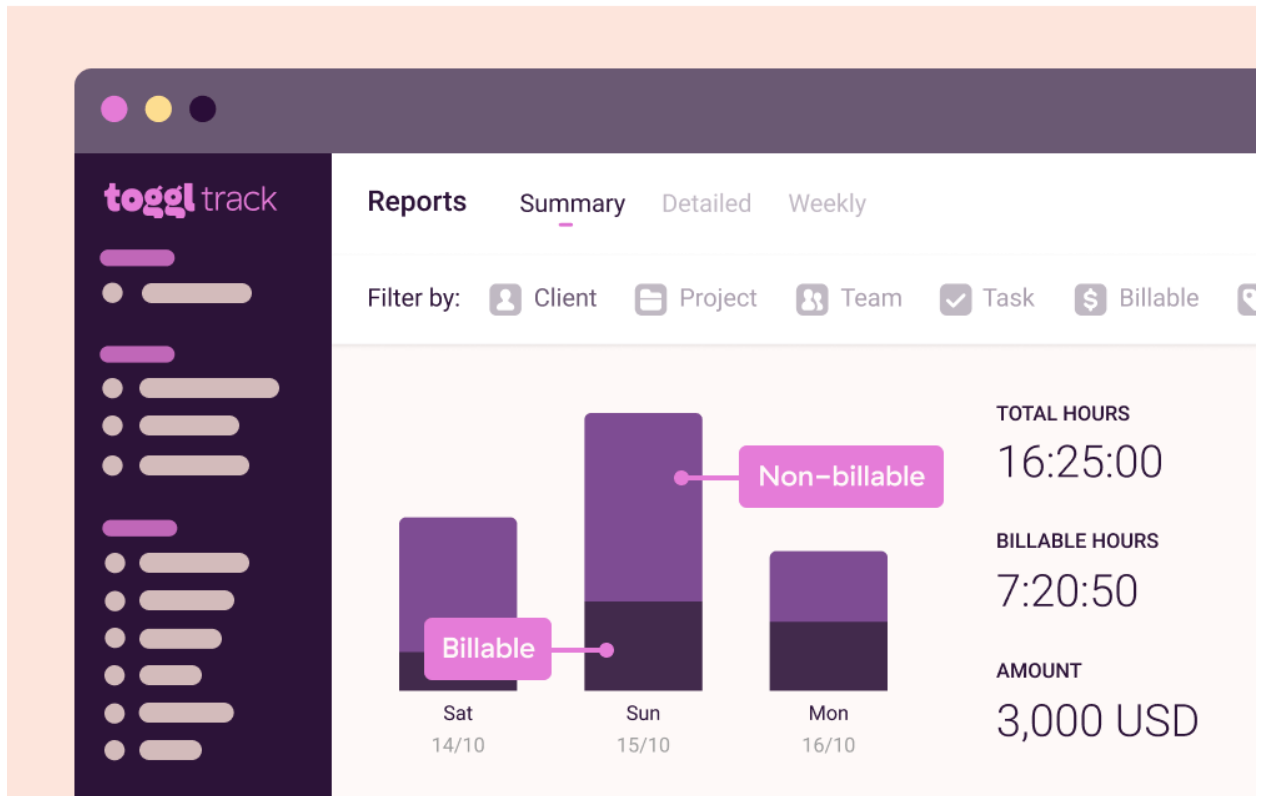 toggl track
Reports Summary Detailed Weekly
Filter by: Client Project Team Task $ Billable
TOTAL HOURS
16:25:00
Non-billable
BILLABLE HOURS
7:20:50
Billable
AMOUNT
3,000 USD
Sat Sun Mon
14/10 15/10 16/10